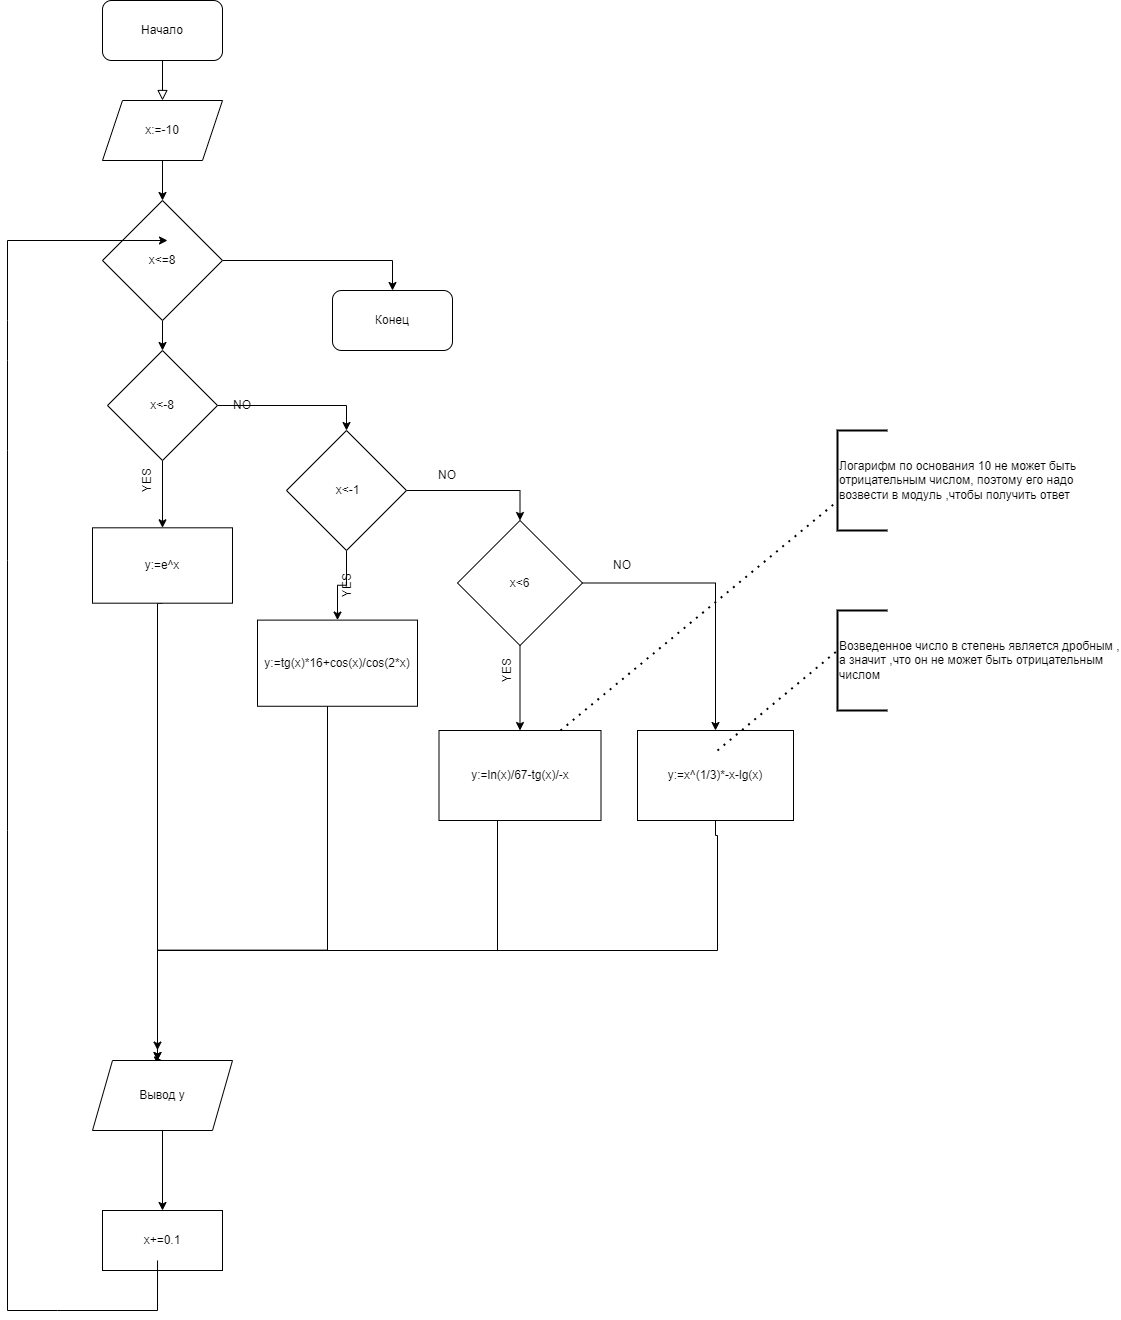 Начало
x:=-10
x<=8
Конец
x<-8
NO
YES
x<-1
NO
YES
y:=e^x
x<6
NO
YES
y:=tg(x)*16+cos(x)/cos(2*x)
y:=ln(x)/67-tg(x)/-x
y:=x^(1/3)*-x-lg(x)
Логарифм по основания 10 не может быть
отрицательным числом, поэтому его надо
возвести в модуль ,чтобы получить ответ
Возведенное число в степень является дробным ,
а значит ,что он не может быть отрицательным
числом
Вывод y
x+=0.1